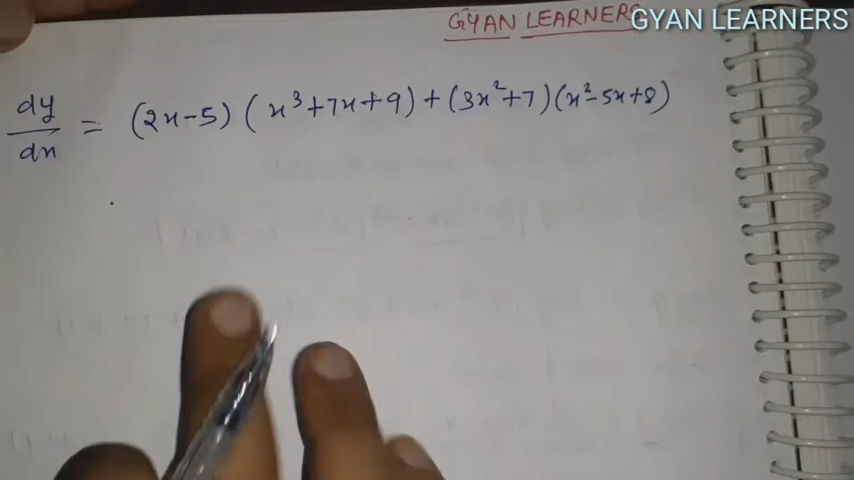 GYAN LEARNERS
GYAN LEARNERS
dy/dx = (2x-5) (x³+7x+9) + (3x²+7)(x²-5x+8)